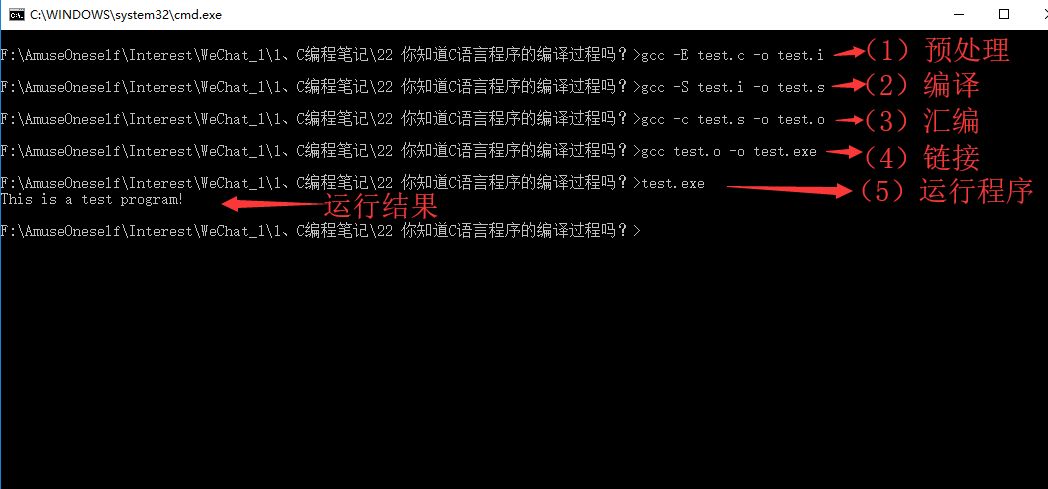 C:\WINDOWS\system32\cmd.exe
F:\AmuseOneself\Interest\WeChat_1\1、C编程笔记\22 你知道C语言程序的编译过程吗？>gcc -E test.c -o test.i （1）预处理
F:\AmuseOneself\Interest\WeChat_1\1、C编程笔记\22 你知道C语言程序的编译过程吗？>gcc -S test.i -o test.s （2）编译
F:\AmuseOneself\Interest\WeChat_1\1、C编程笔记\22 你知道C语言程序的编译过程吗？>gcc -c test.s -o test.o （3）汇编
F:\AmuseOneself\Interest\WeChat_1\1、C编程笔记\22 你知道C语言程序的编译过程吗？>gcc test.o -o test.exe （4）链接
F:\AmuseOneself\Interest\WeChat_1\1、C编程笔记\22 你知道C语言程序的编译过程吗？>test.exe （5）运行程序
This is a test program! 运行结果
F:\AmuseOneself\Interest\WeChat_1\1、C编程笔记\22 你知道C语言程序的编译过程吗？>